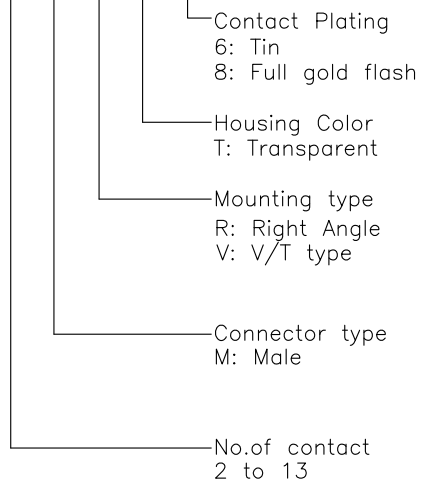 Contact Plating
6: Tin
8: Full gold flash
Housing Color
T: Transparent
Mounting type
R: Right Angle
V: V/T type
Connector type
M: Male
No.of contact
2 to 13